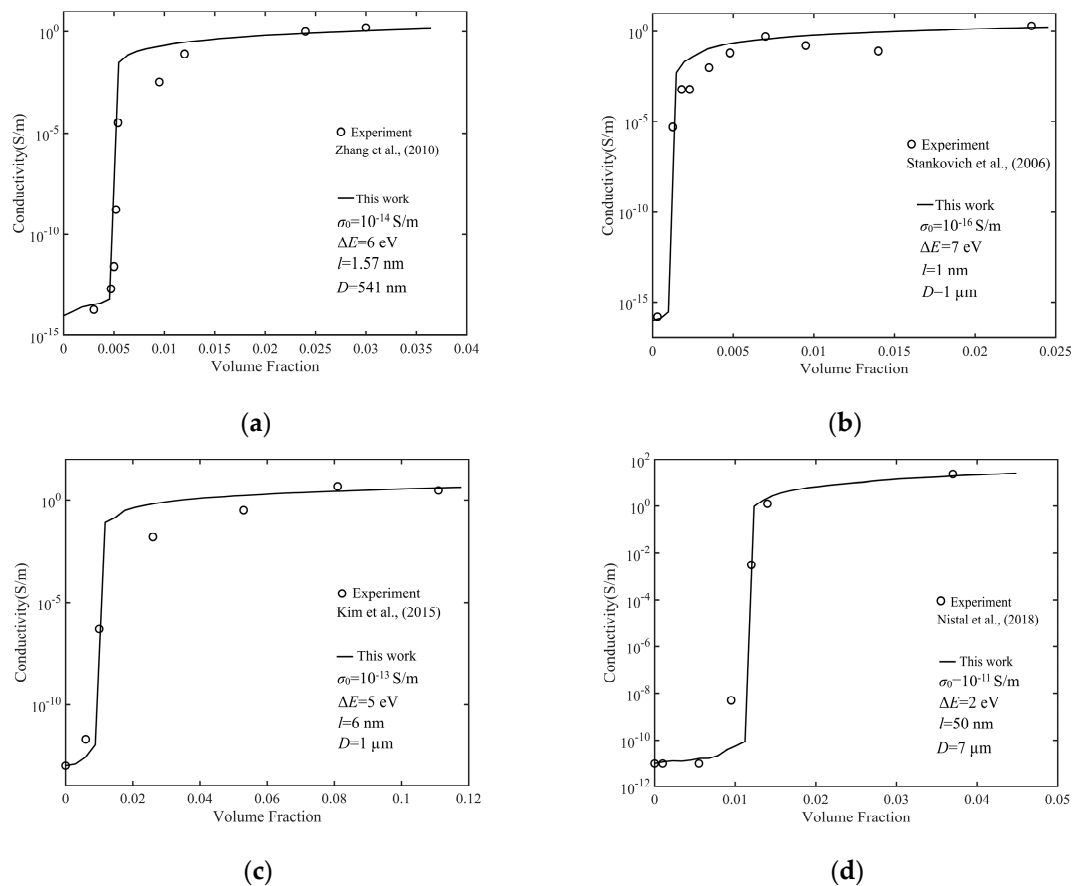 10^0
10^-5
10^-10
10^-15
Conductivity(S/m)
Experiment
Zhang ct al., (2010)
This work
σ0=10^-14 S/m
ΔE=6 eV
l=1.57 nm
D=541 nm
0 0.005 0.01 0.015 0.02 0.025 0.03 0.035 0.04
Volume Fraction
(a)
10^0
10^-5
10^-10
10^-15
Conductivity(S/m)
Experiment
Stankovich et al., (2006)
This work
σ0=10^-16 S/m
ΔE=7 eV
l=1 nm
D−1 μm
0 0.005 0.01 0.015 0.02 0.025
Volume Fraction
(b)
10^0
10^-5
10^-10
Conductivity(S/m)
Experiment
Kim et al., (2015)
This work
σ0=10^-13 S/m
ΔE=5 eV
l=6 nm
D=1 μm
0 0.02 0.04 0.06 0.08 0.1 0.12
Volume Fraction
(c)
10^2
10^0
10^-2
10^-4
10^-6
10^-8
10^-10
10^-12
Conductivity(S/m)
Experiment
Nistal et al., (2018)
This work
σ0−10^-11 S/m
ΔE=2 eV
l=50 nm
D=7 μm
0 0.01 0.02 0.03 0.04 0.05
Volume Fraction
(d)